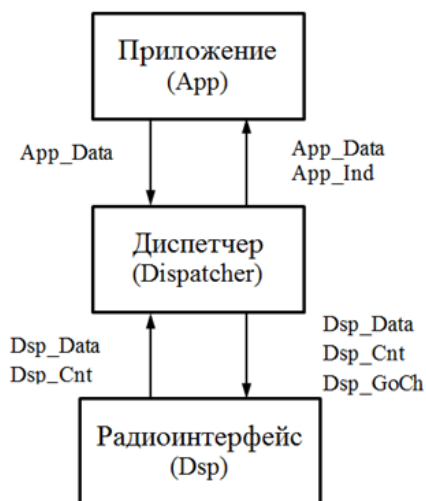 Приложение
(App)
App_Data
App_Data
App_Ind
Диспетчер
(Dispatcher)
Dsp_Data
Dsp_Cnt
Dsp_Data
Dsp_Cnt
Dsp_GoCh
Радиоинтерфейс
(Dsp)